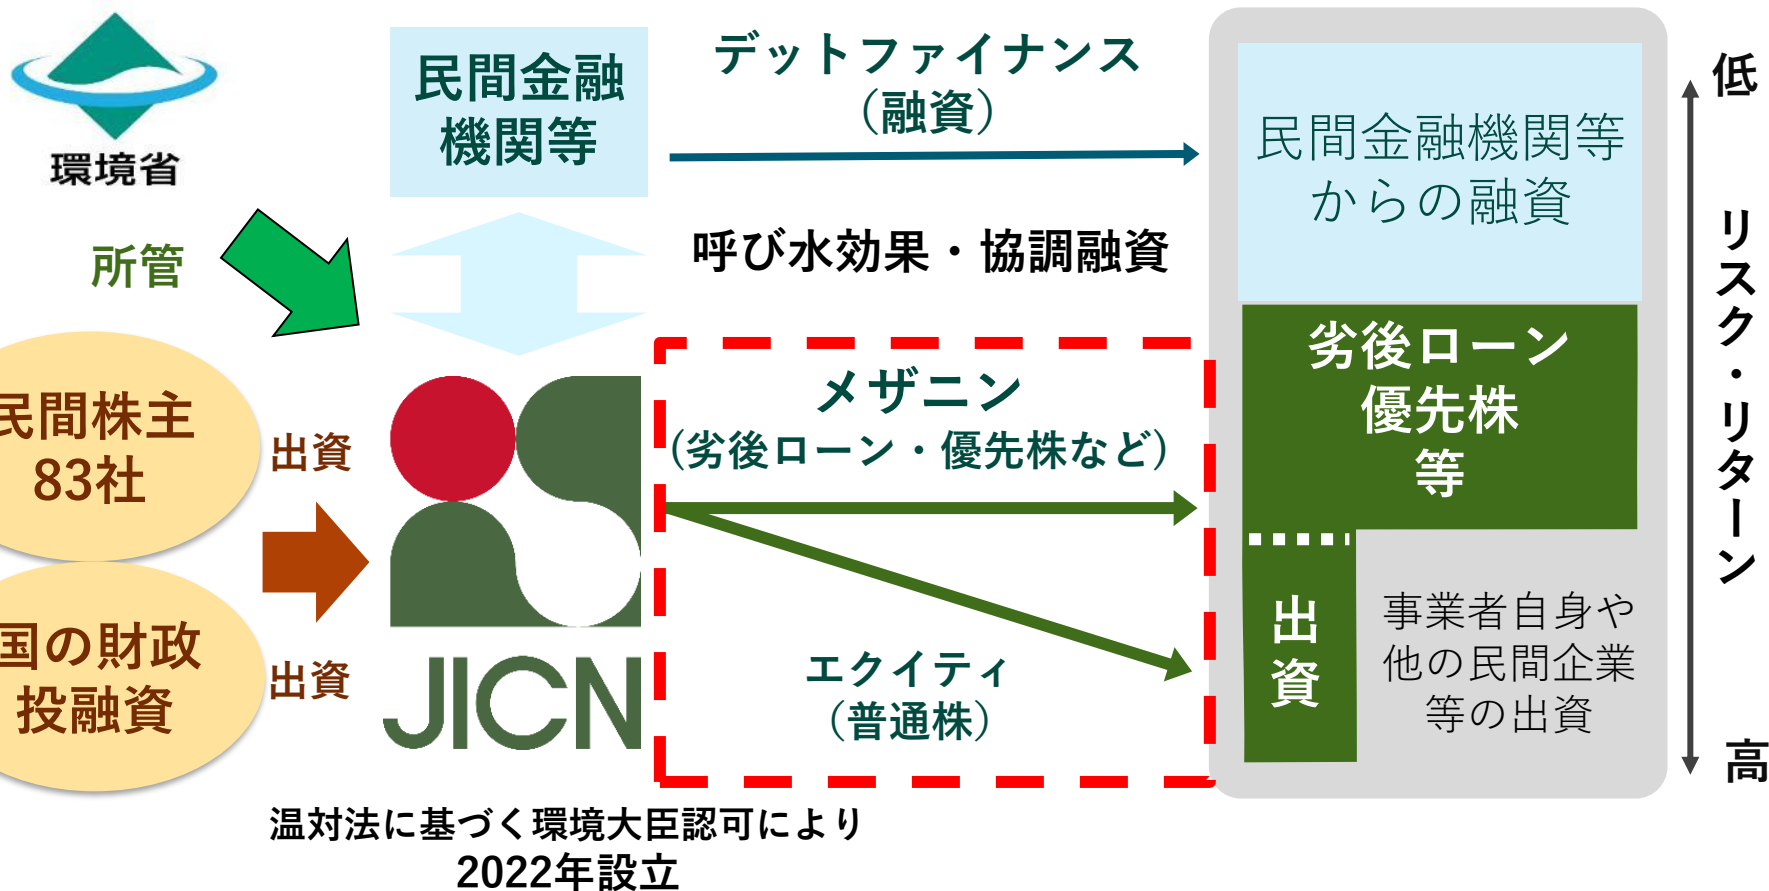 環境省
所管
民間株主
83社
国の財政
投融資
出資
出資
民間金融
機関等
JICN
温対法に基づく環境大臣認可により
2022年設立
デットファイナンス
（融資）
呼び水効果・協調融資
メザニン
(劣後ローン・優先株など)
エクイティ
（普通株）
民間金融機関等
からの融資
劣後ローン
優先株
等
出
資
事業者自身や
他の民間企業
等の出資
低
リスク・リターン
高